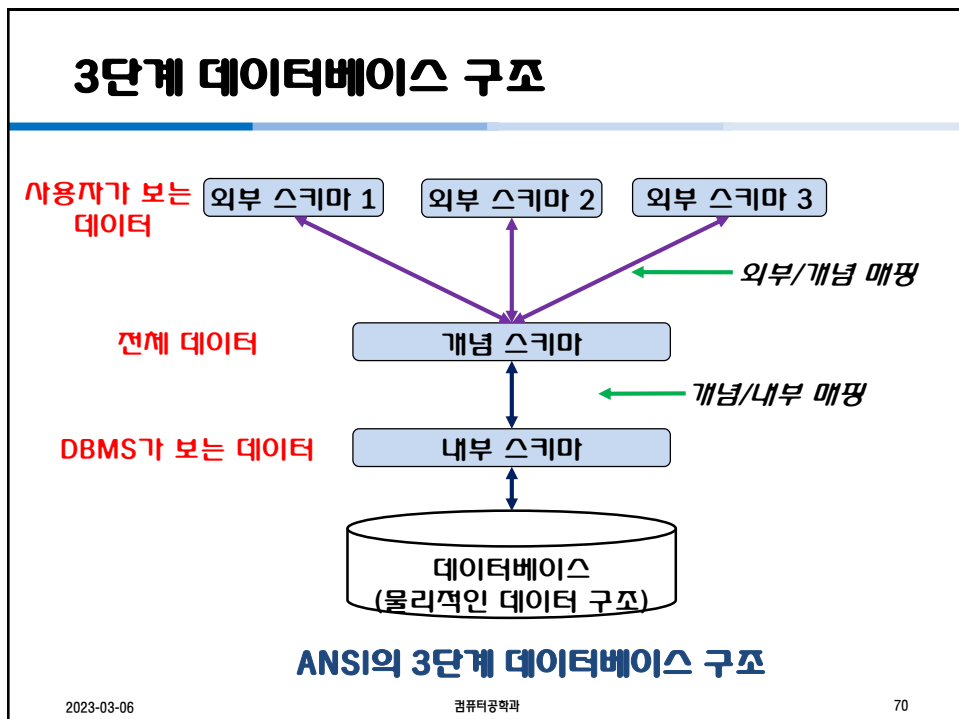 3단계 데이터베이스 구조
사용자가 보는
데이터
외부 스키마 1
외부 스키마 2
외부 스키마 3
외부/개념 매핑
전체 데이터
개념 스키마
개념/내부 매핑
DBMS가 보는 데이터
내부 스키마
데이터베이스
(물리적인 데이터 구조)
ANSI의 3단계 데이터베이스 구조
2023-03-06
컴퓨터공학과
70